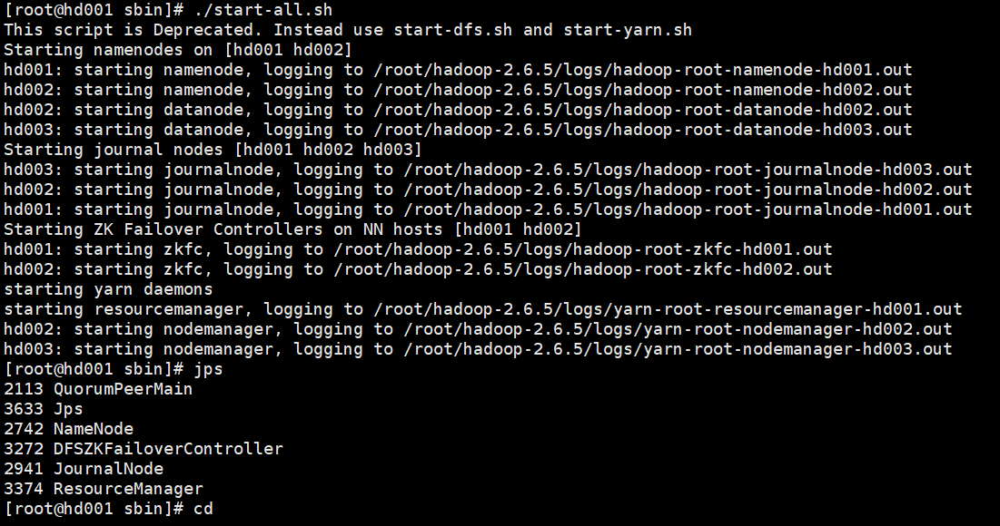 [root@hd001 sbin]# ./start-all.sh
This script is Deprecated. Instead use start-dfs.sh and start-yarn.sh
Starting namenodes on [hd001 hd002]
hd001: starting namenode, logging to /root/hadoop-2.6.5/logs/hadoop-root-namenode-hd001.out
hd002: starting namenode, logging to /root/hadoop-2.6.5/logs/hadoop-root-namenode-hd002.out
hd002: starting datanode, logging to /root/hadoop-2.6.5/logs/hadoop-root-datanode-hd002.out
hd003: starting datanode, logging to /root/hadoop-2.6.5/logs/hadoop-root-datanode-hd003.out
Starting journal nodes [hd001 hd002 hd003]
hd003: starting journalnode, logging to /root/hadoop-2.6.5/logs/hadoop-root-journalnode-hd003.out
hd002: starting journalnode, logging to /root/hadoop-2.6.5/logs/hadoop-root-journalnode-hd002.out
hd001: starting journalnode, logging to /root/hadoop-2.6.5/logs/hadoop-root-journalnode-hd001.out
Starting ZK Failover Controllers on NN hosts [hd001 hd002]
hd001: starting zkfc, logging to /root/hadoop-2.6.5/logs/hadoop-root-zkfc-hd001.out
hd002: starting zkfc, logging to /root/hadoop-2.6.5/logs/hadoop-root-zkfc-hd002.out
starting yarn daemons
starting resourcemanager, logging to /root/hadoop-2.6.5/logs/yarn-root-resourcemanager-hd001.out
hd002: starting nodemanager, logging to /root/hadoop-2.6.5/logs/yarn-root-nodemanager-hd002.out
hd003: starting nodemanager, logging to /root/hadoop-2.6.5/logs/yarn-root-nodemanager-hd003.out
[root@hd001 sbin]# jps
2113 QuorumPeerMain
3633 Jps
2742 NameNode
3272 DFSZKFailoverController
2941 JournalNode
3374 ResourceManager
[root@hd001 sbin]# cd